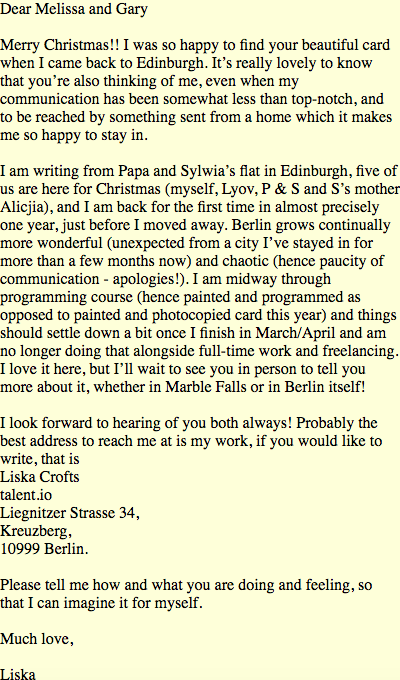 Dear Melissa and Gary
Merry Christmas!! I was so happy to find your beautiful card
when I came back to Edinburgh. It's really lovely to know
that you're also thinking of me, even when my
communication has been somewhat less than top-notch, and
to be reached by something sent from a home which it makes
me so happy to stay in.
I am writing from Papa and Sylwia's flat in Edinburgh, five of
us are here for Christmas (myself, Lyov, P & S and S's mother
Alicjia), and I am back for the first time in almost precisely
one year, just before I moved away. Berlin grows continually
more wonderful (unexpected from a city I've stayed in for
more than a few months now) and chaotic (hence paucity of
communication - apologies!). I am midway through
programming course (hence painted and programmed as
opposed to painted and photocopied card this year) and things
should settle down a bit once I finish in March/April and am
no longer doing that alongside full-time work and freelancing.
I love it here, but I'll wait to see you in person to tell you
more about it, whether in Marble Falls or in Berlin itself!
I look forward to hearing of you both always! Probably the
best address to reach me at is my work, if you would like to
write, that is
Liska Crofts
talent.io
Liegnitzer Strasse 34,
Kreuzberg,
10999 Berlin.
Please tell me how and what you are doing and feeling, so
that I can imagine it for myself.
Much love,
Liska